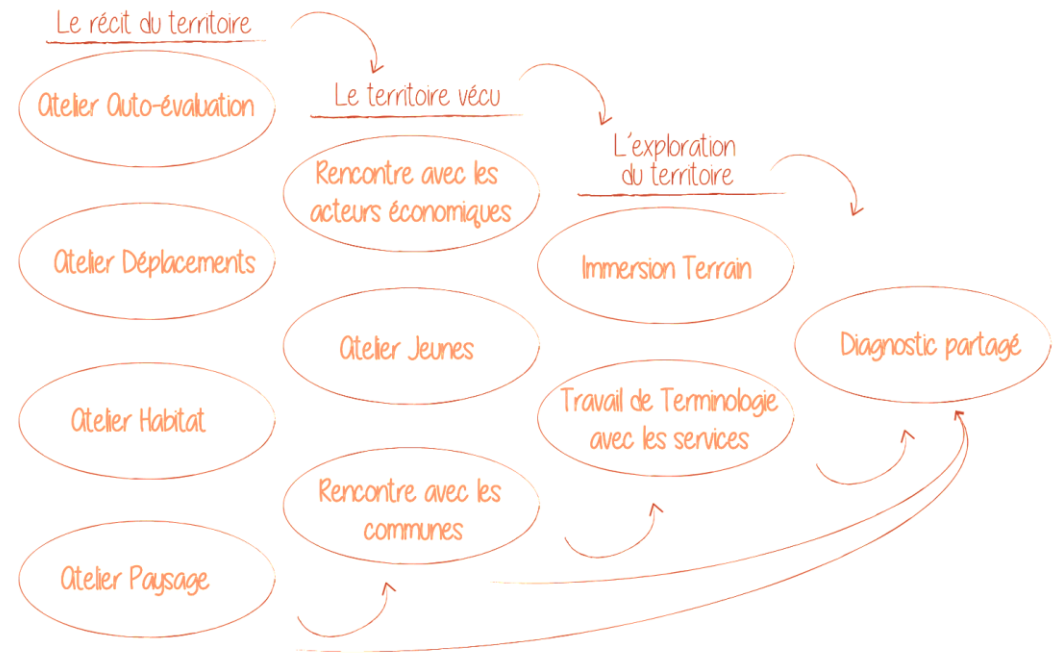 Le récit du territoire
Atelier Auto-évaluation
Atelier Déplacements
Atelier Habitat
Atelier Paysage
Le territoire vécu
Rencontre avec les
acteurs économiques
Atelier Jeunes
Rencontre avec les
communes
L'exploration
du territoire
Immersion Terrain
Travail de Terminologie
avec les services
Diagnostic partagé